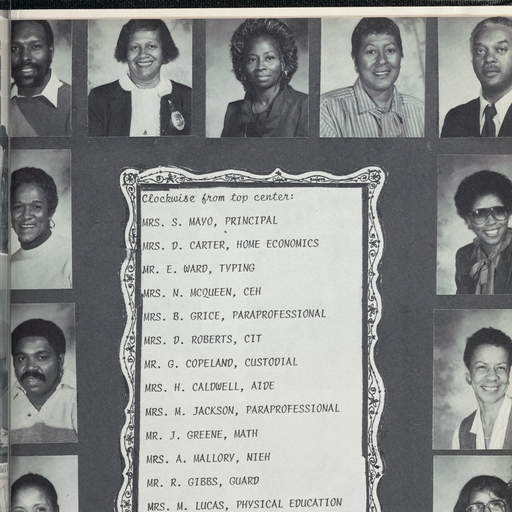 Clockwise from top center:
MRS. S. MAYO, PRINCIPAL
MRS. D. CARTER, HOME ECONOMICS
MR. E. WARD, TYPING
MRS. N. MCQUEEN, CEH
MRS. B. GRICE, PARAPROFESSIONAL
MRS. D. ROBERTS, CIT
MR. G. COPELAND, CUSTODIAL
MRS. H. CALDWELL, AIDE
MRS. M. JACKSON, PARAPROFESSIONAL
MR. J. GREENE, MATH
MRS. A. MALLORY, NIEH
MR. R. GIBBS, GUARD
MRS. M. LUCAS, PHYSICAL EDUCATION